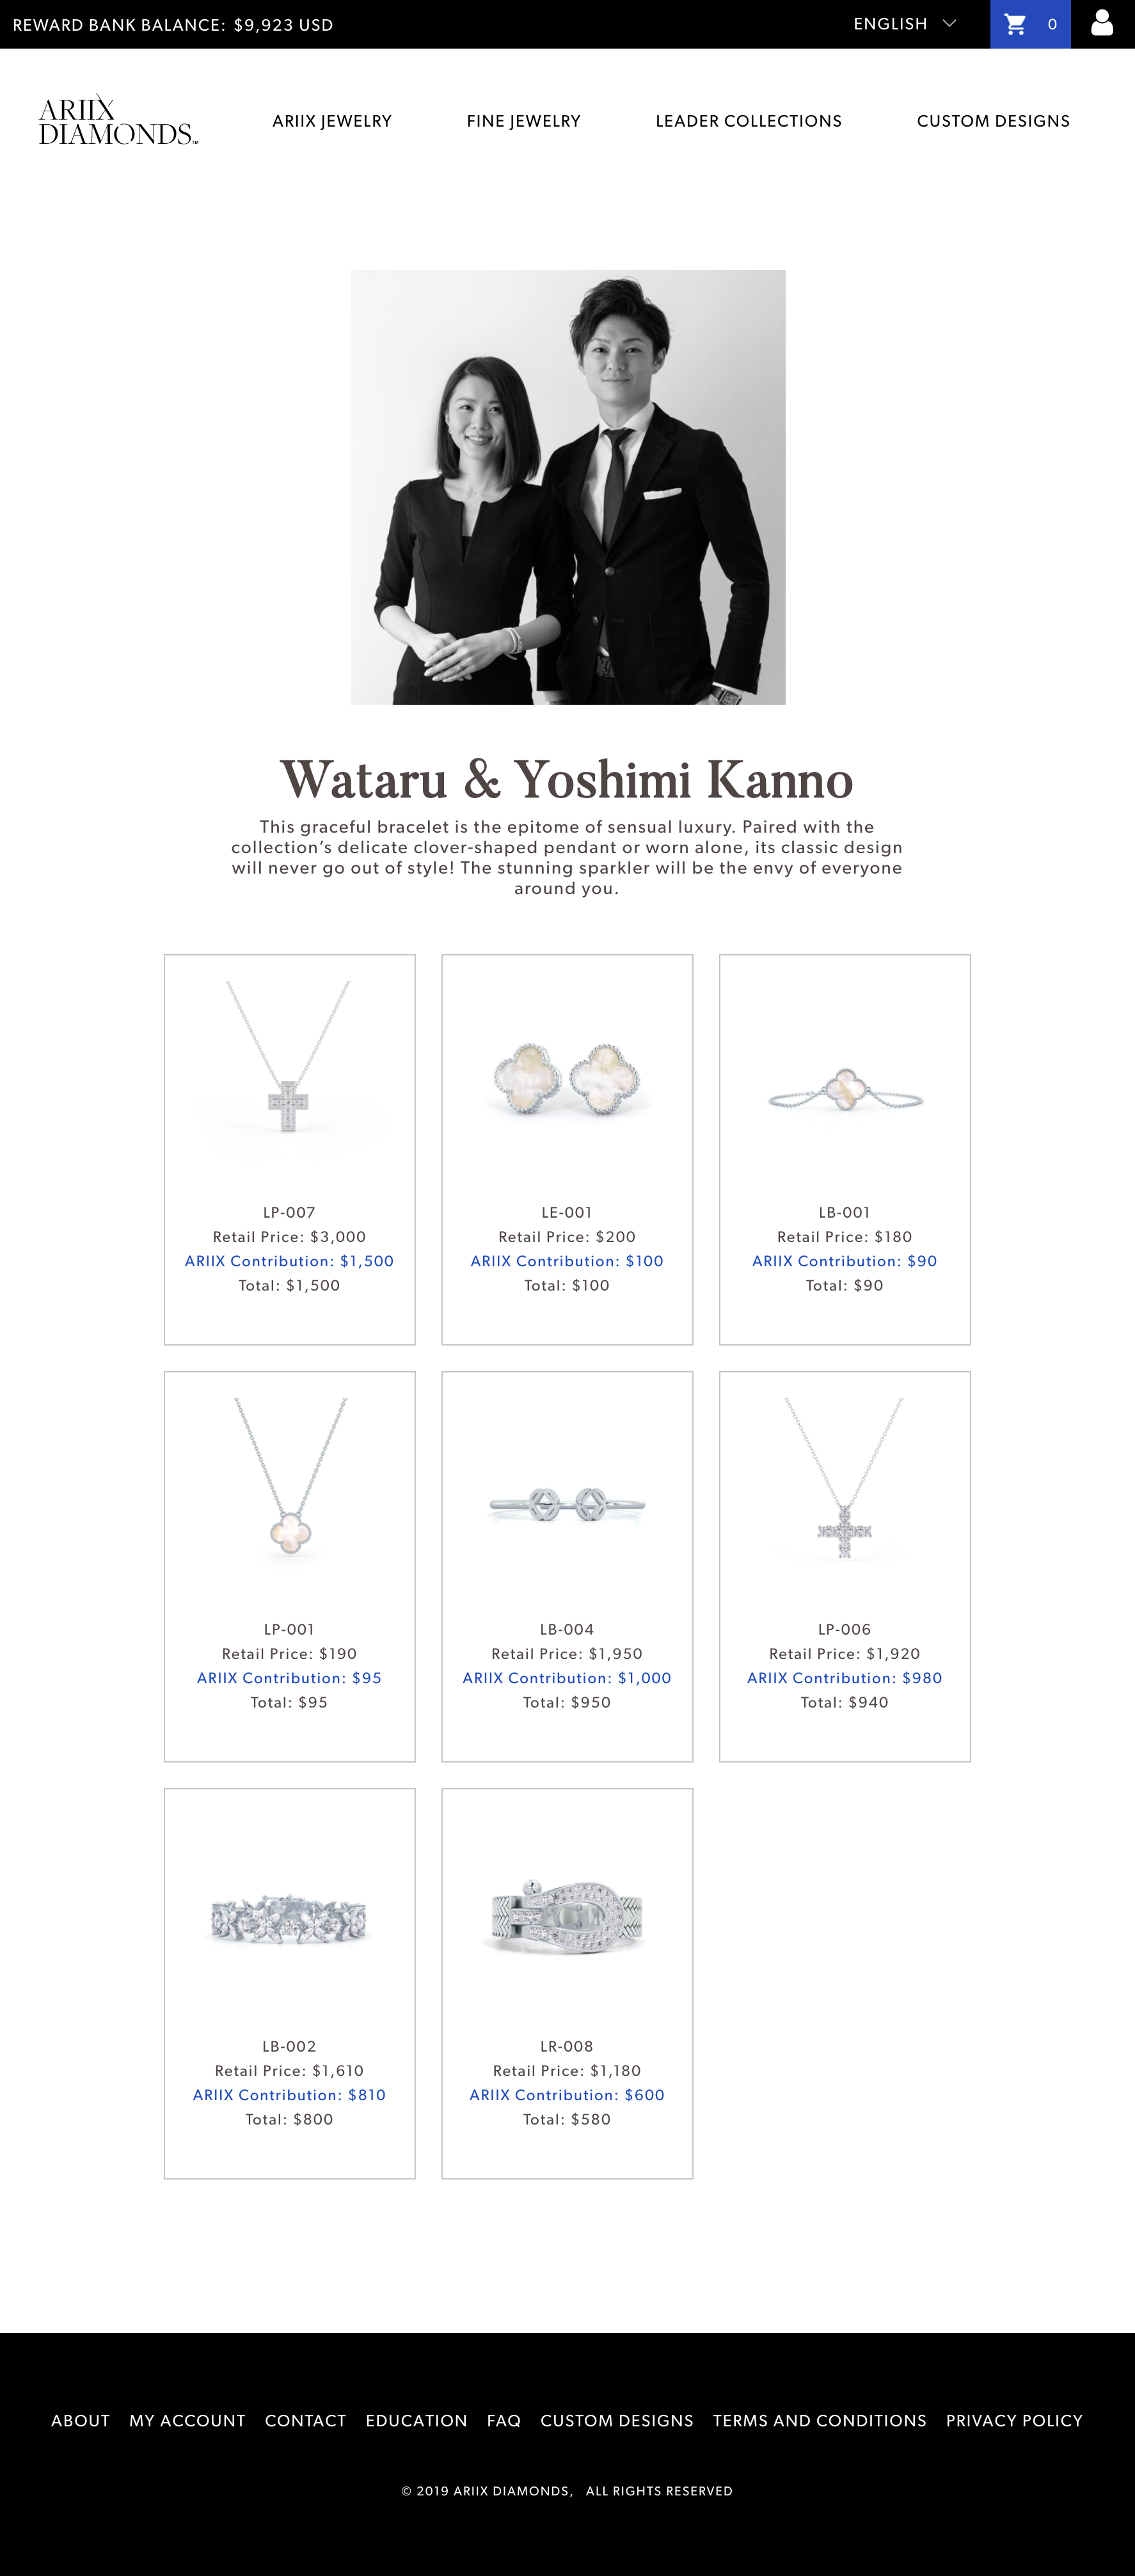 REWARD BANK BALANCE: $9,923 USD
ENGLISH
0
ARIIX
DIAMONDS.™
ARIIX JEWELRY
FINE JEWELRY
LEADER COLLECTIONS
CUSTOM DESIGNS
Wataru & Yoshimi Kanno
This graceful bracelet is the epitome of sensual luxury. Paired with the
collection’s delicate clover-shaped pendant or worn alone, its classic design
will never go out of style! The stunning sparkler will be the envy of everyone
around you.
LP-007
Retail Price: $3,000
ARIIX Contribution: $1,500
Total: $1,500
LE-001
Retail Price: $200
ARIIX Contribution: $100
Total: $100
LB-001
Retail Price: $180
ARIIX Contribution: $90
Total: $90
LP-001
Retail Price: $190
ARIIX Contribution: $95
Total: $95
LB-004
Retail Price: $1,950
ARIIX Contribution: $1,000
Total: $950
LP-006
Retail Price: $1,920
ARIIX Contribution: $980
Total: $940
LB-002
Retail Price: $1,610
ARIIX Contribution: $810
Total: $800
LR-008
Retail Price: $1,180
ARIIX Contribution: $600
Total: $580
ABOUT MY ACCOUNT CONTACT EDUCATION FAQ CUSTOM DESIGNS TERMS AND CONDITIONS PRIVACY POLICY
© 2019 ARIIX DIAMONDS, ALL RIGHTS RESERVED